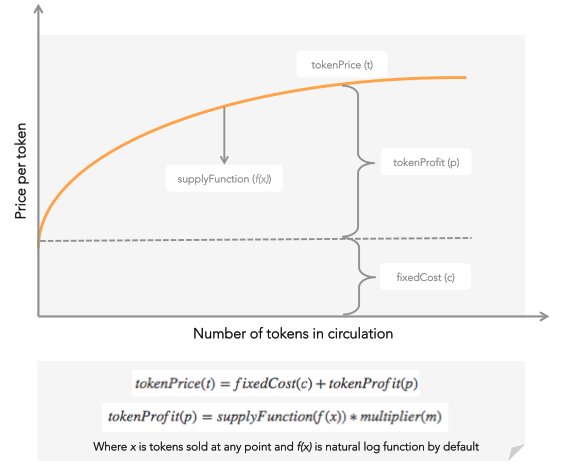 tokenPrice (t)
Price per token
tokenProfit (p)
supplyFunction (f(x))
fixedCost (c)
Number of tokens in circulation
tokenPrice(t) = fixedCost(c) + tokenProfit(p)
tokenProfit(p) = supplyFunction(f(x)) * multiplier(m)
Where x is tokens sold at any point and f(x) is natural log function by default